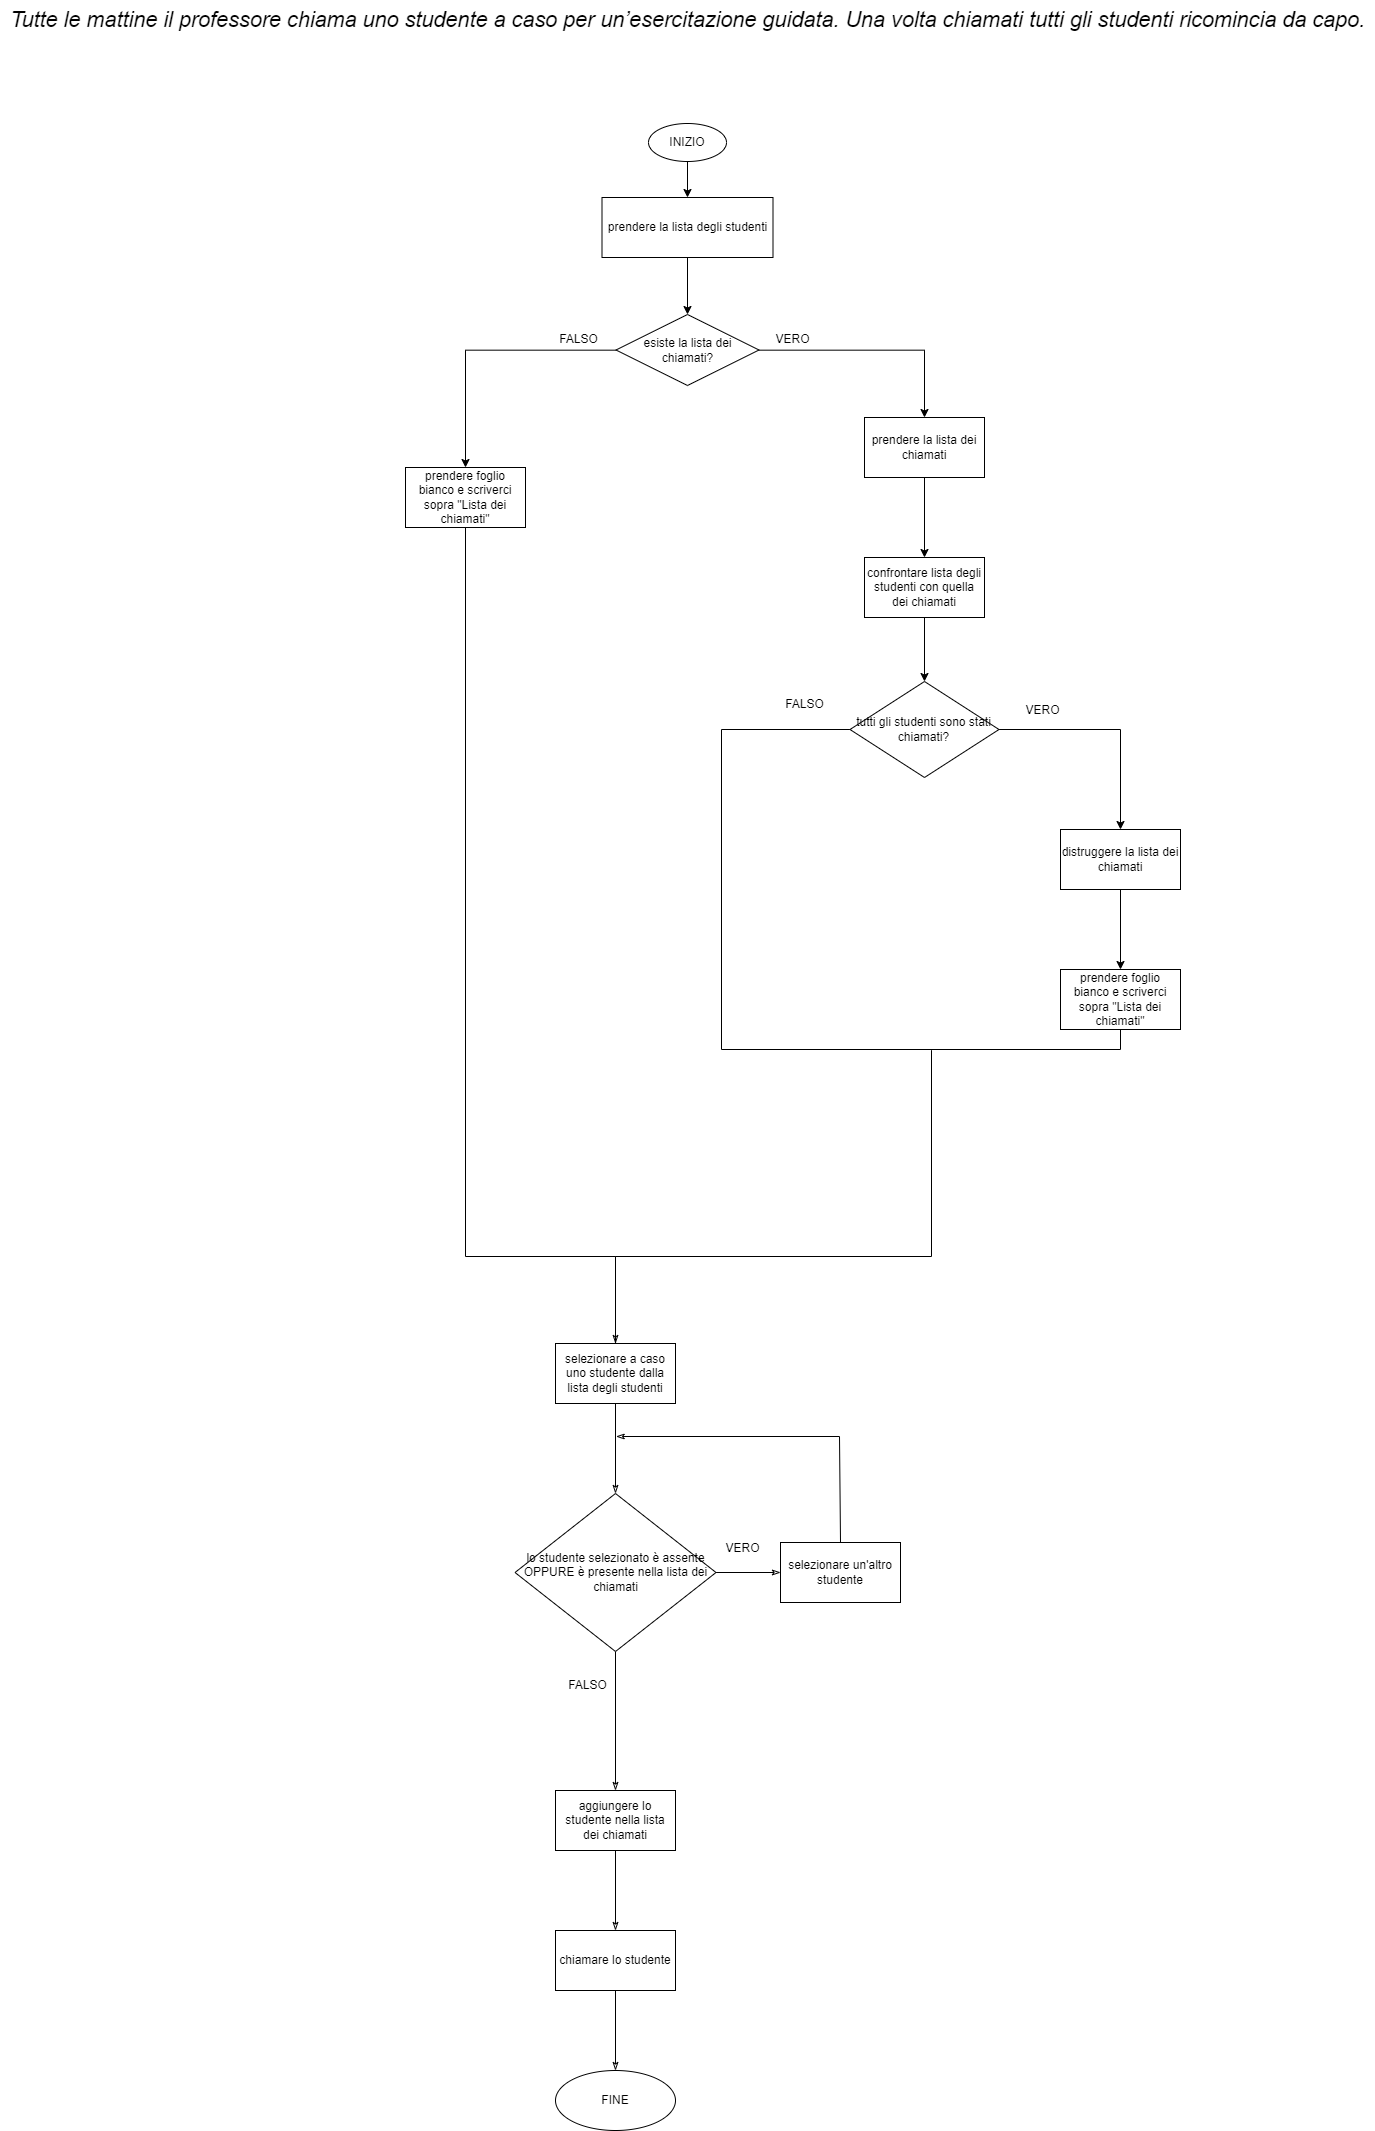 Tutte le mattine il professore chiama uno studente a caso per un’esercitazione guidata. Una volta chiamati tutti gli studenti ricomincia da capo.
INIZIO
prendere la lista degli studenti
esiste la lista dei
chiamati?
FALSO
VERO
prendere foglio
bianco e scriverci
sopra "Lista dei
chiamati"
prendere la lista dei
chiamati
confrontare lista degli
studenti con quella
dei chiamati
tutti gli studenti sono stati
chiamati?
FALSO
VERO
distruggere la lista dei
chiamati
prendere foglio
bianco e scriverci
sopra "Lista dei
chiamati"
selezionare a caso
uno studente dalla
lista degli studenti
lo studente selezionato è assente
OPPURE è presente nella lista dei
chiamati
VERO
selezionare un'altro
studente
FALSO
aggiungere lo
studente nella lista
dei chiamati
chiamare lo studente
FINE